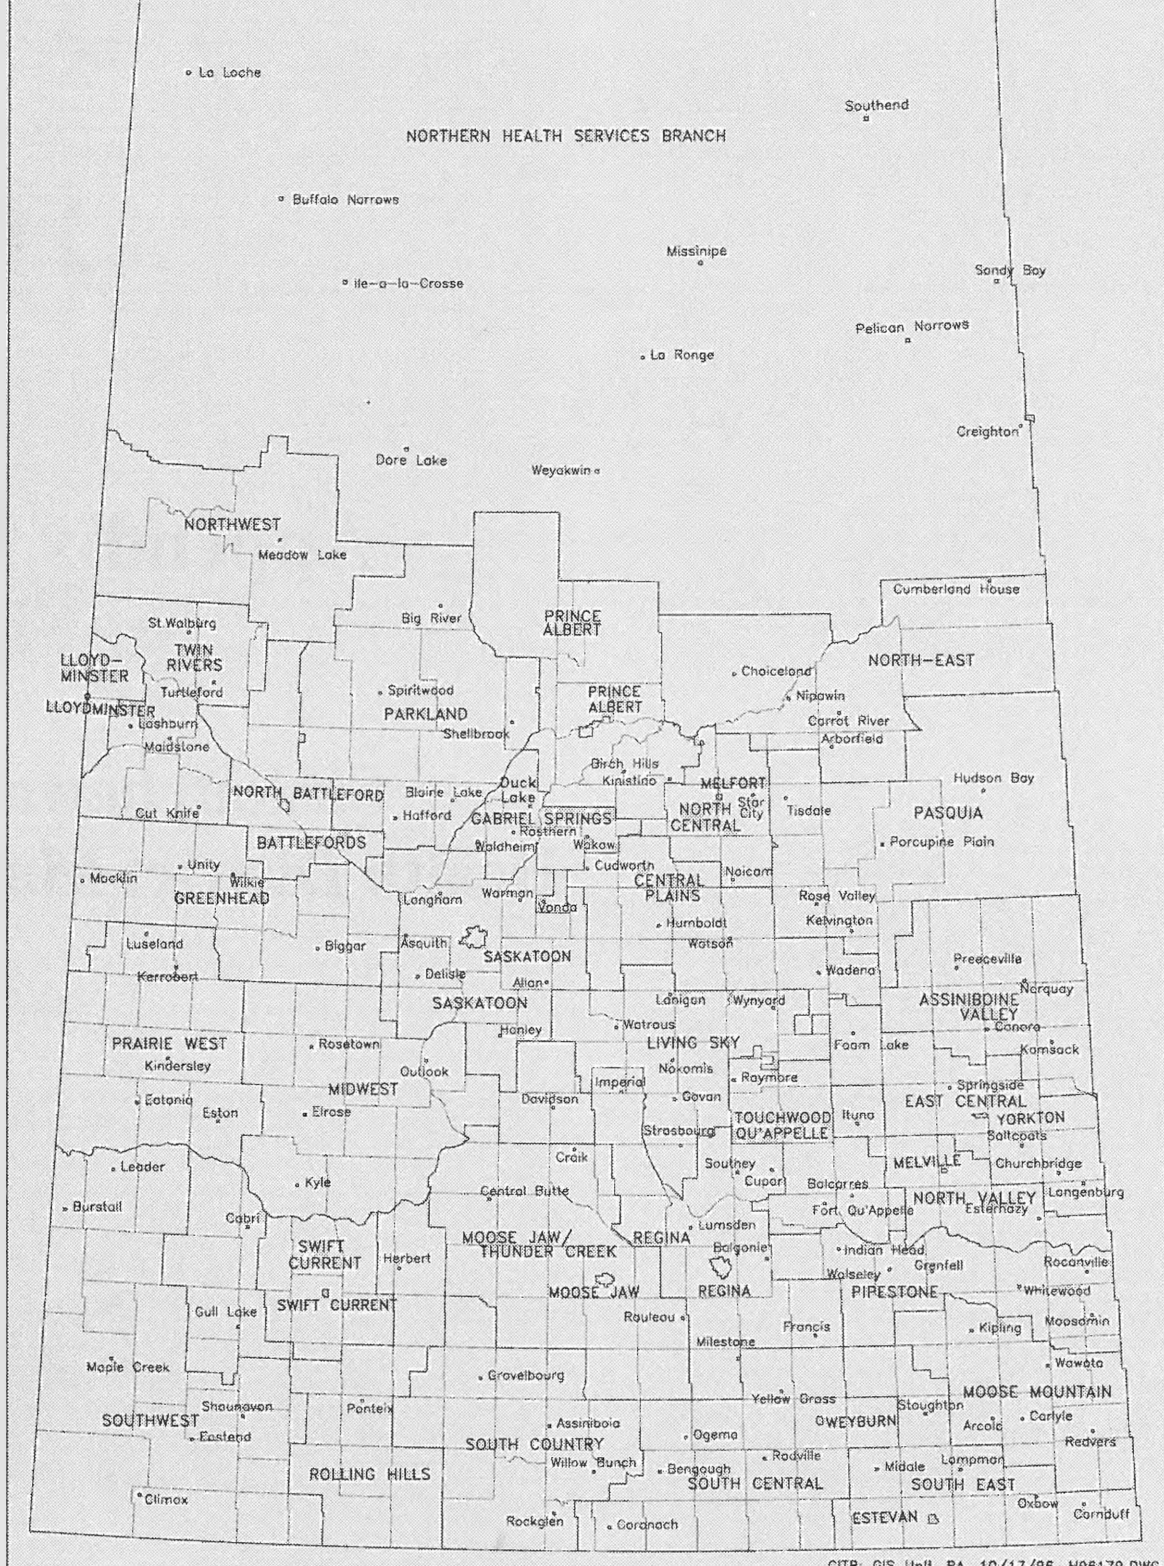 La Loche
Southend
NORTHERN HEALTH SERVICES BRANCH
Buffalo Narrows
Missinipe
Sandy Bay
Ile-a-la-Crosse
Pelican Narrows
La Ronge
Creighton
Dore Lake
Weyakwin
NORTHWEST
Meadow Lake
Cumberland House
Big River
PRINCE
ALBERT
St.Walburg
TWIN
RIVERS
LLOYD-
MINSTER
NORTH-EAST
Choiceland
Turtleford
Spiritwood
PRINCE
ALBERT
Nipawin
LLOYDMINSTER
PARKLAND
Carrot River
Lashburn
Shellbrook
Arborfield
Maidstone
Birch Hills
Kinistino
Hudson Bay
Duck
Lake
MELFORT
NORTH BATTLEFORD
Blaine Lake
Star
City
NORTH
CENTRAL
Tisdale
PASQUIA
Cut Knife
Hafford
GABRIEL SPRINGS
Rosthern
BATTLEFORDS
Waldheim
Wakaw
Porcupine Plain
Unity
Cudworth
Naicam
Macklin
Wilkie
CENTRAL
PLAINS
GREENHEAD
Langham
Warman
Vonda
Rose Valley
Humboldt
Kelvington
Luseland
Biggar
Asquith
Watson
SASKATOON
Preeceville
Kerrobert
Delisle
Allan
Wadena
Norquay
SASKATOON
Lanigan
Wynyard
ASSINIBOINE
VALLEY
Hanley
Watrous
Canora
PRAIRIE WEST
Rosetown
LIVING SKY
Foam Lake
Kamsack
Kindersley
Outlook
Nokomis
Raymore
MIDWEST
Imperial
Springside
Eatonia
Davidson
Govan
EAST CENTRAL
Eston
Elrose
TOUCHWOOD
QU'APPELLE
Ituna
YORKTON
Strasbourg
Saltcoats
Leader
Craik
Southey
MELVILLE
Churchbridge
Kyle
Cupar
Balcarres
Central Butte
NORTH VALLEY
Langenburg
Burstall
Fort Qu'Appelle
Esterhazy
Cabri
Lumsden
SWIFT
CURRENT
Herbert
MOOSE JAW/
THUNDER CREEK
REGINA
Balgonie
Indian Head
Wolseley
Grenfell
Rocanville
MOOSE JAW
REGINA
PIPESTONE
Whitewood
SWIFT CURRENT
Gull Lake
Rouleau
Francis
Kipling
Moosomin
Milestone
Maple Creek
Gravelbourg
Wawota
Shaunavon
Ponteix
Yellow Grass
Stoughton
MOOSE MOUNTAIN
SOUTHWEST
Assiniboia
WEYBURN
Arcola
Carlyle
Eastend
Ogema
Redvers
SOUTH COUNTRY
Willow Bunch
Radville
Lampman
ROLLING HILLS
Bengough
Midale
SOUTH CENTRAL
SOUTH EAST
Climax
Oxbow
Rockglen
Coronach
ESTEVAN
Carnduff